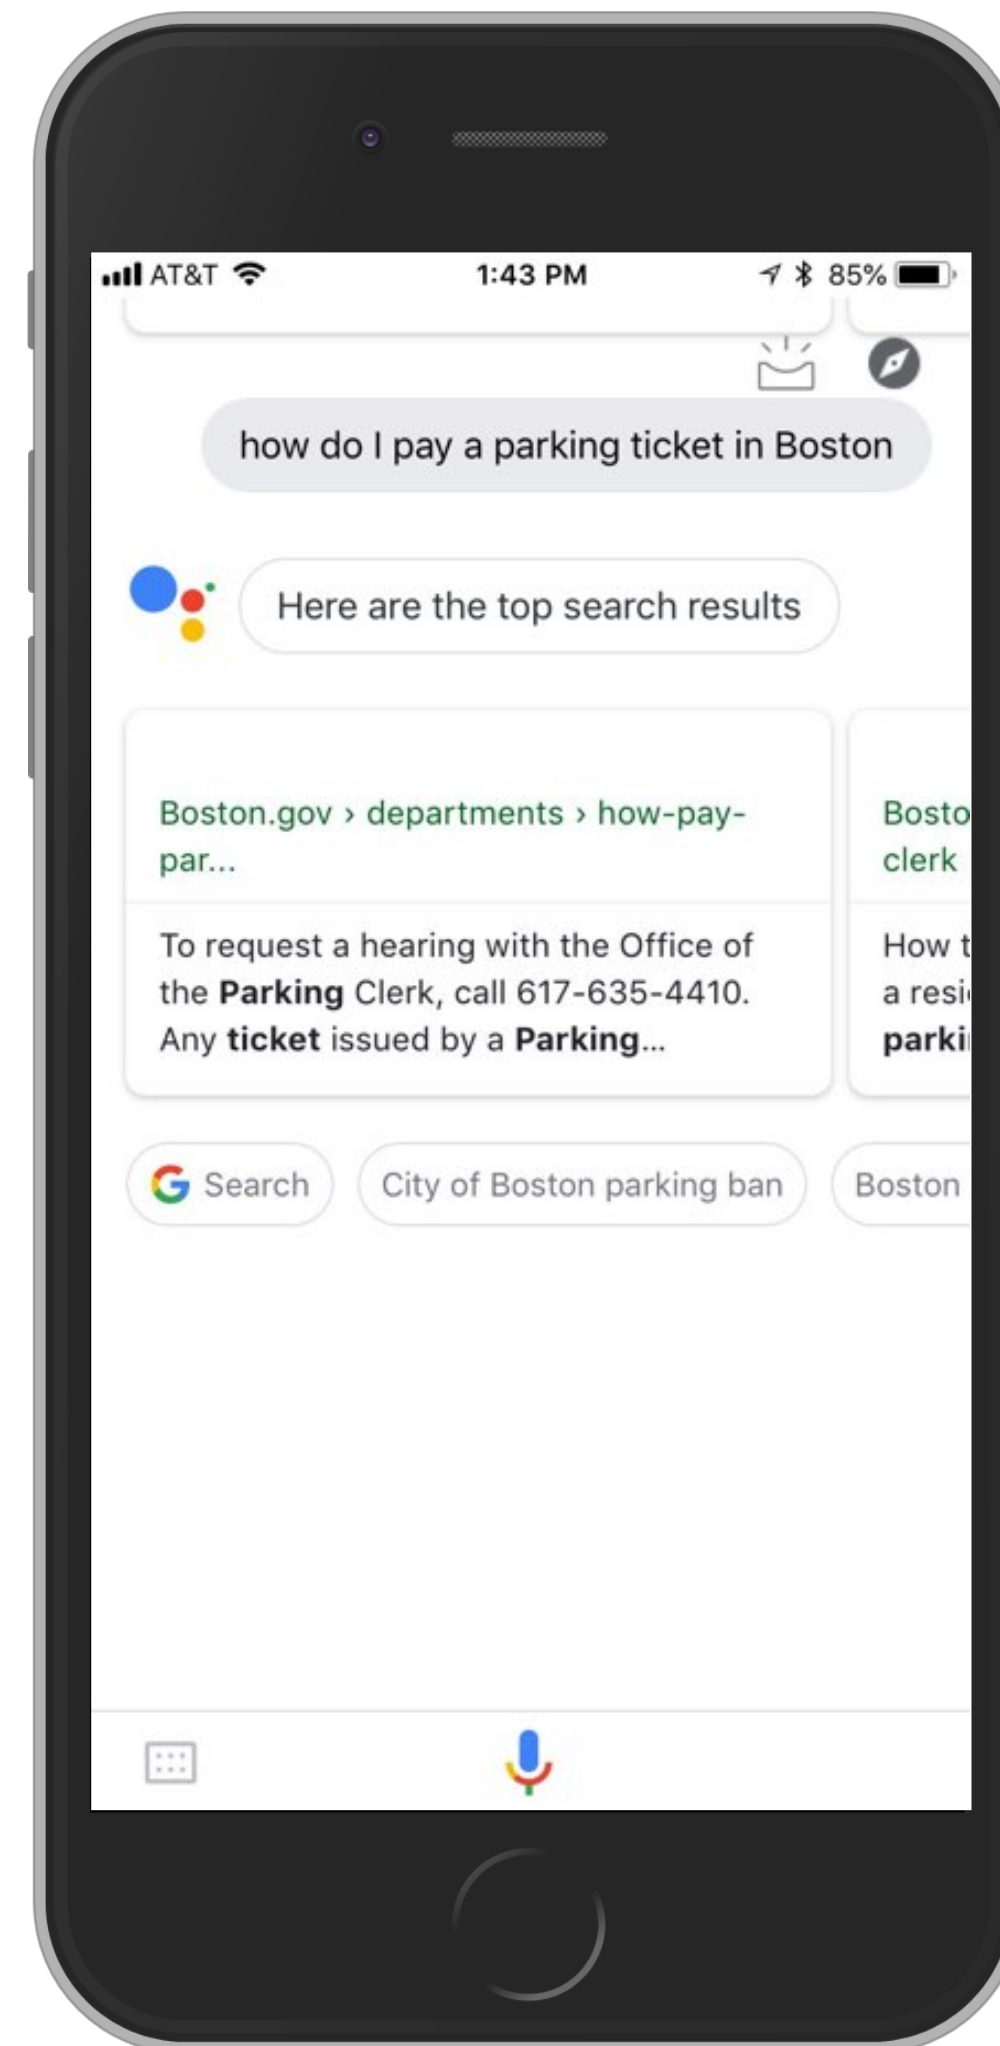 AT&T 1:43 PM 85%
how do I pay a parking ticket in Boston
Here are the top search results
Boston.gov › departments › how-pay-
par...
To request a hearing with the Office of
the Parking Clerk, call 617-635-4410.
Any ticket issued by a Parking...
Bosto
clerk
How t
a resi
parki
Search
City of Boston parking ban
Boston